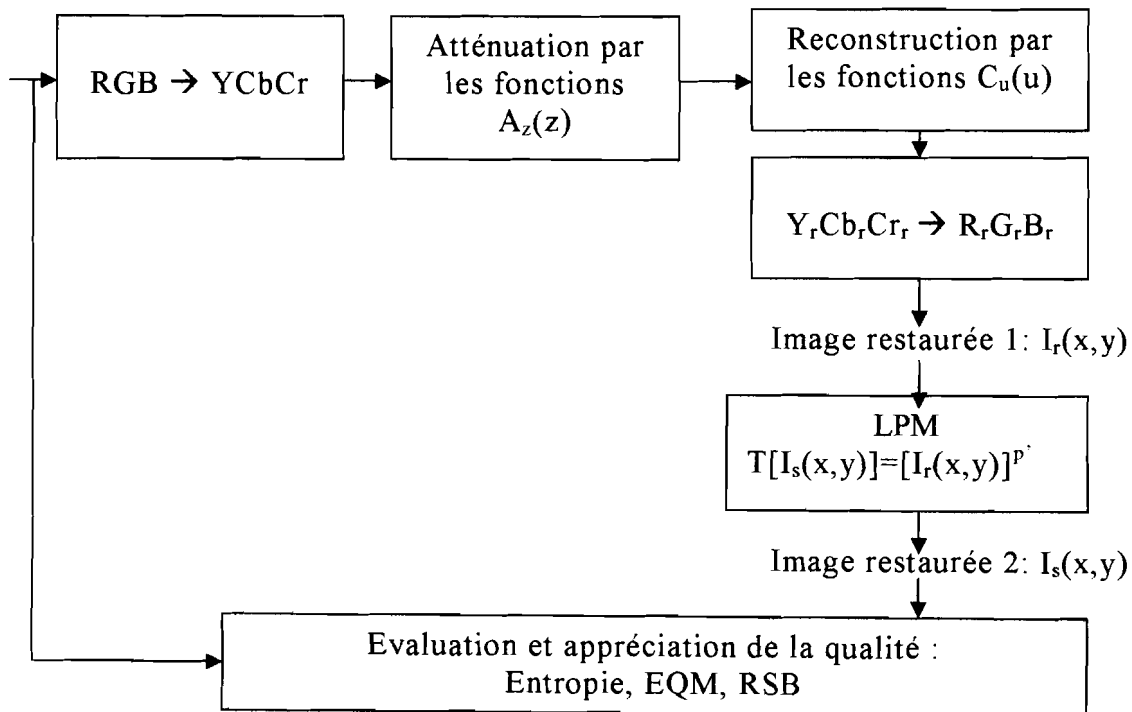 RGB → YCbCr
Atténuation par
les fonctions
A_z(z)
Reconstruction par
les fonctions C_u(u)
Y_rCb_rCr_r → R_rG_rB_r
Image restaurée 1: I_r(x,y)
LPM
T[I_s(x,y)]=[I_r(x,y)]^p'
Image restaurée 2: I_s(x,y)
Evaluation et appréciation de la qualité :
Entropie, EQM, RSB